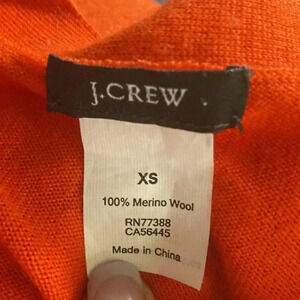 J.CREW
XS
100% Merino Wool
RN77388
CA56445
Made in China